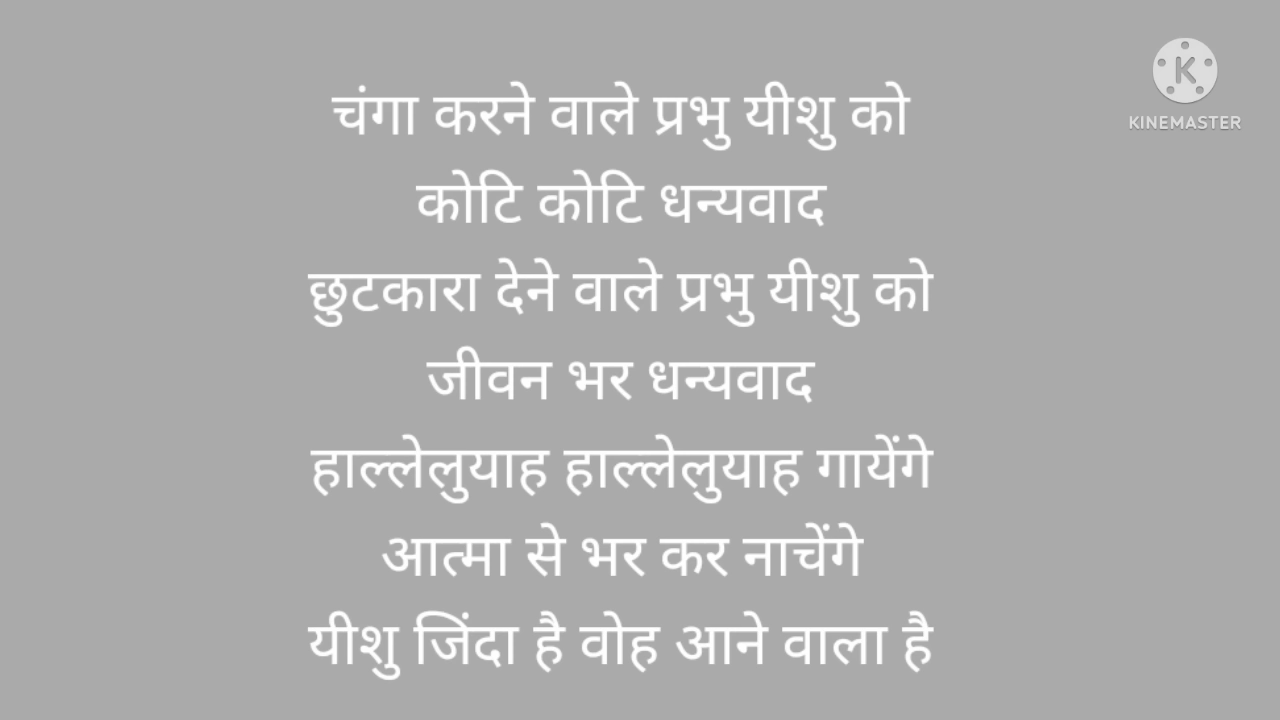 चंगा करने वाले प्रभु यीशु को
कोटि कोटि धन्यवाद
छुटकारा देने वाले प्रभु यीशु को
जीवन भर धन्यवाद
हाल्लेलुयाह हाल्लेलुयाह गायेंगे
आत्मा से भर कर नाचेंगे
यीशु जिंदा है वोह आने वाला है
K
KINEMASTER